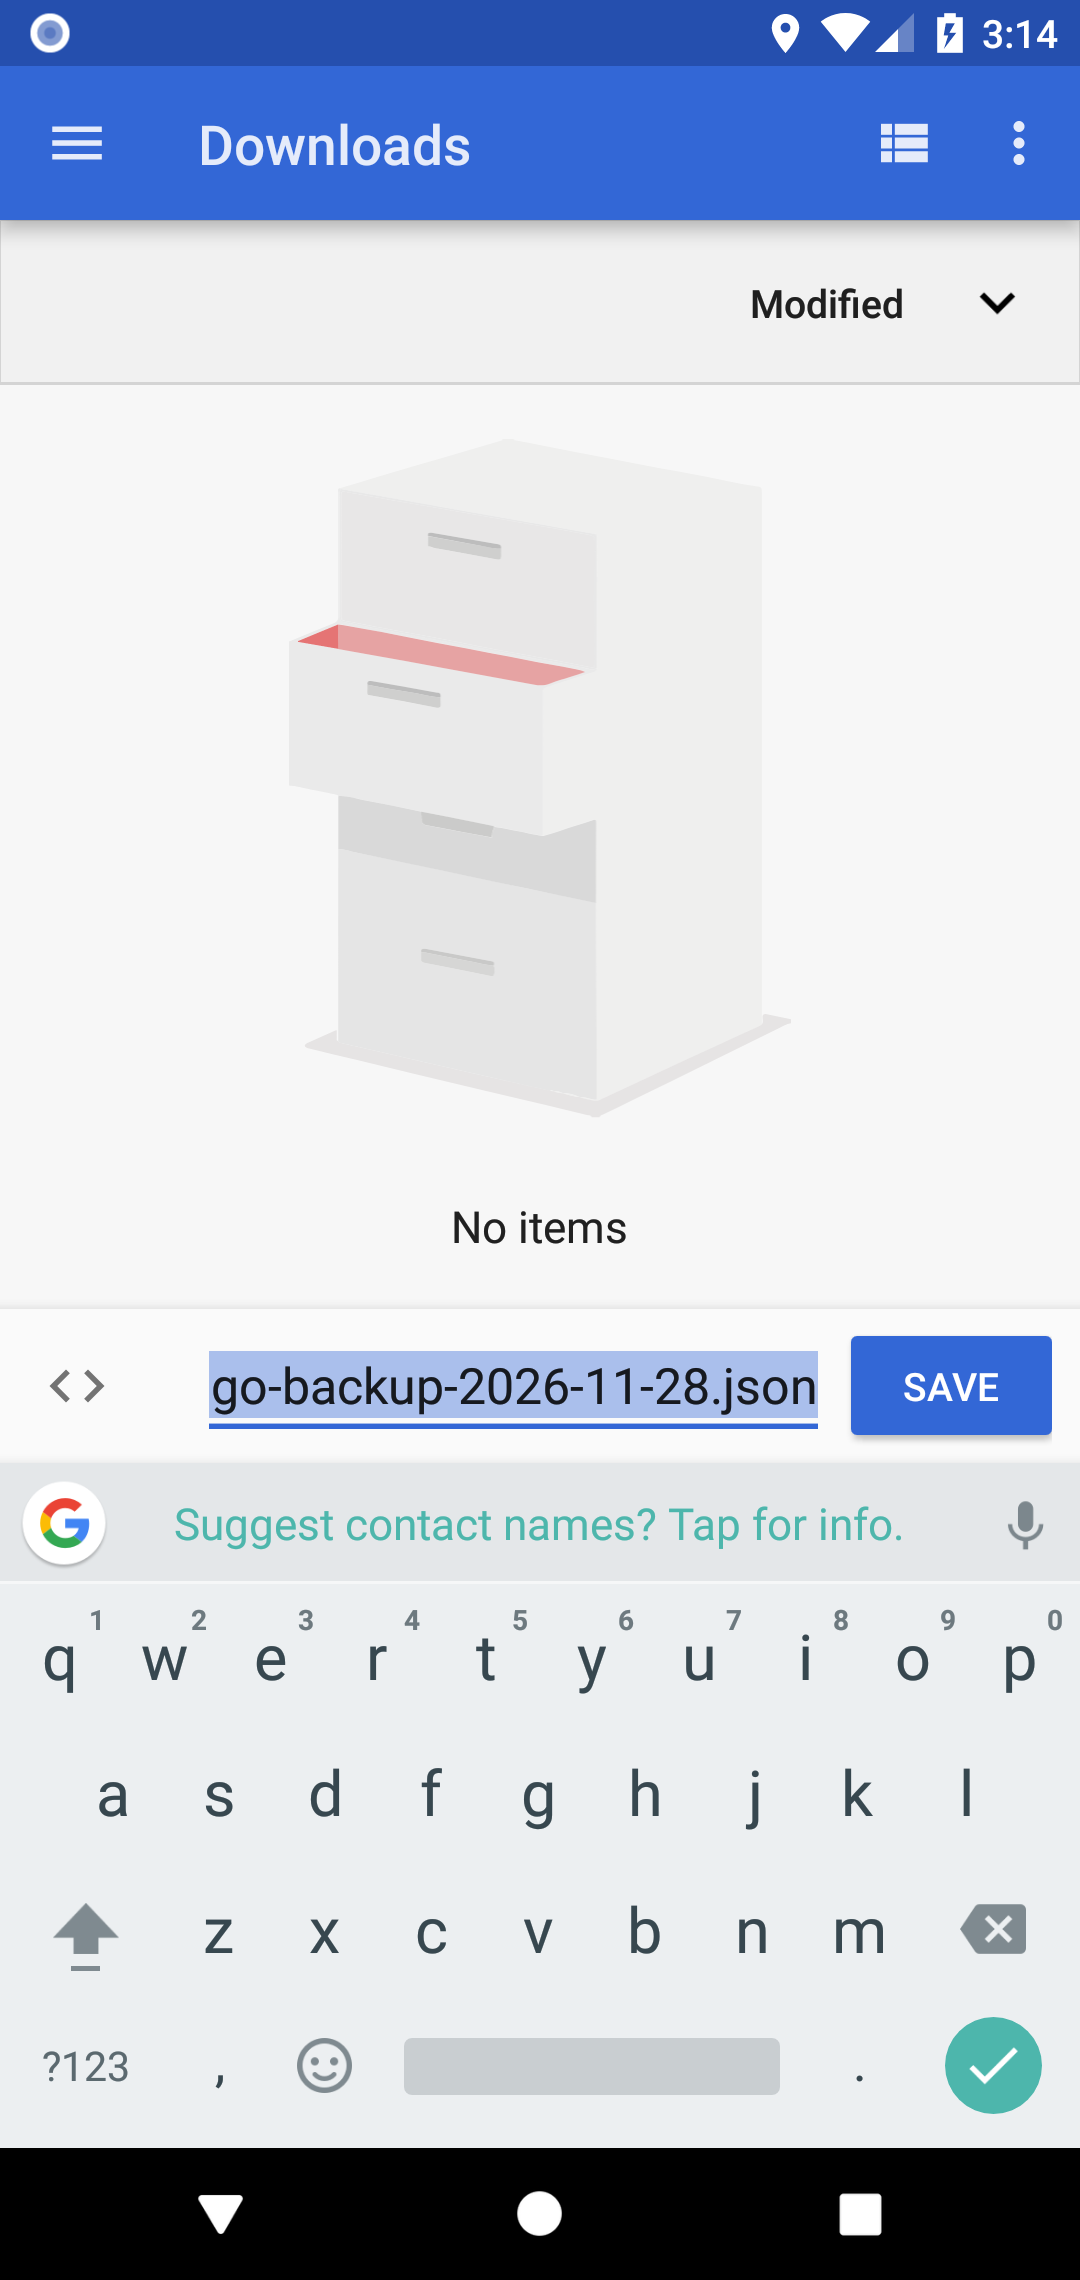 3:14
Downloads
Modified
No items
go-backup-2026-11-28.json
SAVE
Suggest contact names? Tap for info.
1 2 3 4 5 6 7 8 9 0
q w e r t y u i o p
a s d f g h j k l
z x c v b n m
?123 , .